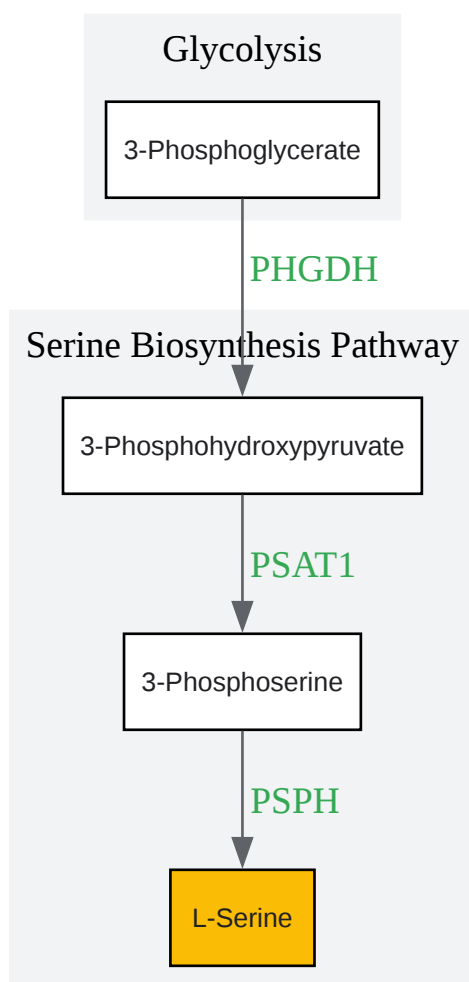 Glycolysis
3-Phosphoglycerate
PHGDH
Serine Biosynthesis Pathway
3-Phosphohydroxypyruvate
PSAT1
3-Phosphoserine
PSPH
L-Serine